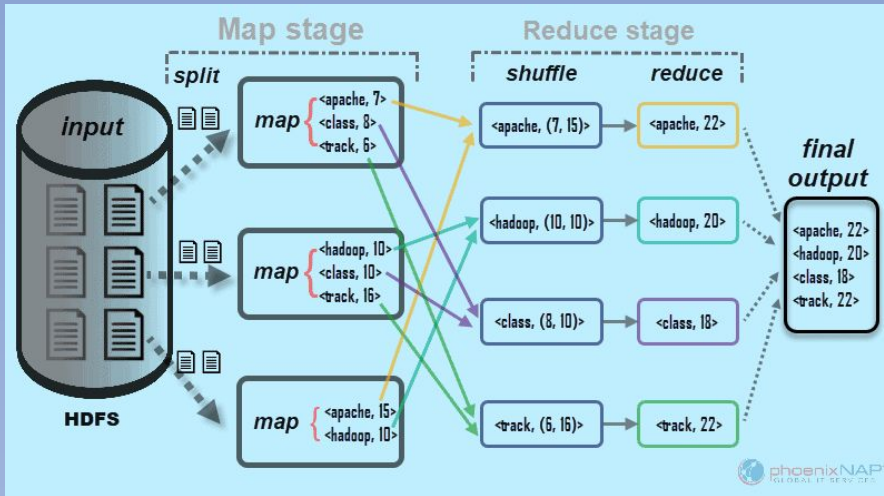 Map stage
Reduce stage
split
shuffle
reduce
input
HDFS
map
<apache, 7>
<class, 8>
<track, 6>
map
<hadoop, 10>
<class, 10>
<track, 16>
map
<apache, 15>
<hadoop, 10>
<apache, (7, 15)>
<apache, 22>
<hadoop, (10, 10)>
<hadoop, 20>
<class, (8, 10)>
<class, 18>
<track, (6, 16)>
<track, 22>
final
output
<apache, 22>
<hadoop, 20>
<class, 18>
<track, 22>
phoenixNAP
GLOBAL IT SERVICES